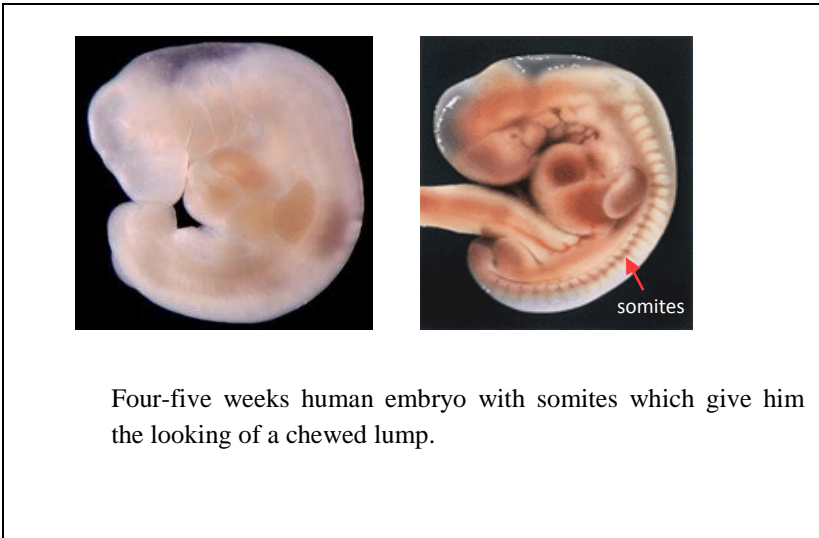 somites
Four-five weeks human embryo with somites which give him
the looking of a chewed lump.